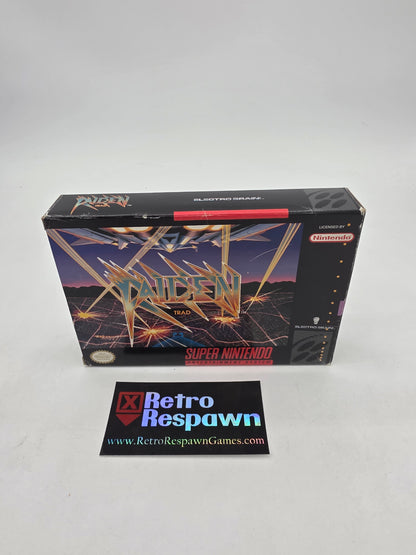 RAIDEN
ELECTRO BRAIN
LICENSED BY
Nintendo
RAIDEN
TRAD
ELECTRO BRAIN
SUPER NINTENDO
ENTERTAINMENT SYSTEM
Retro
Respawn
www.RetroRespawnGames.com